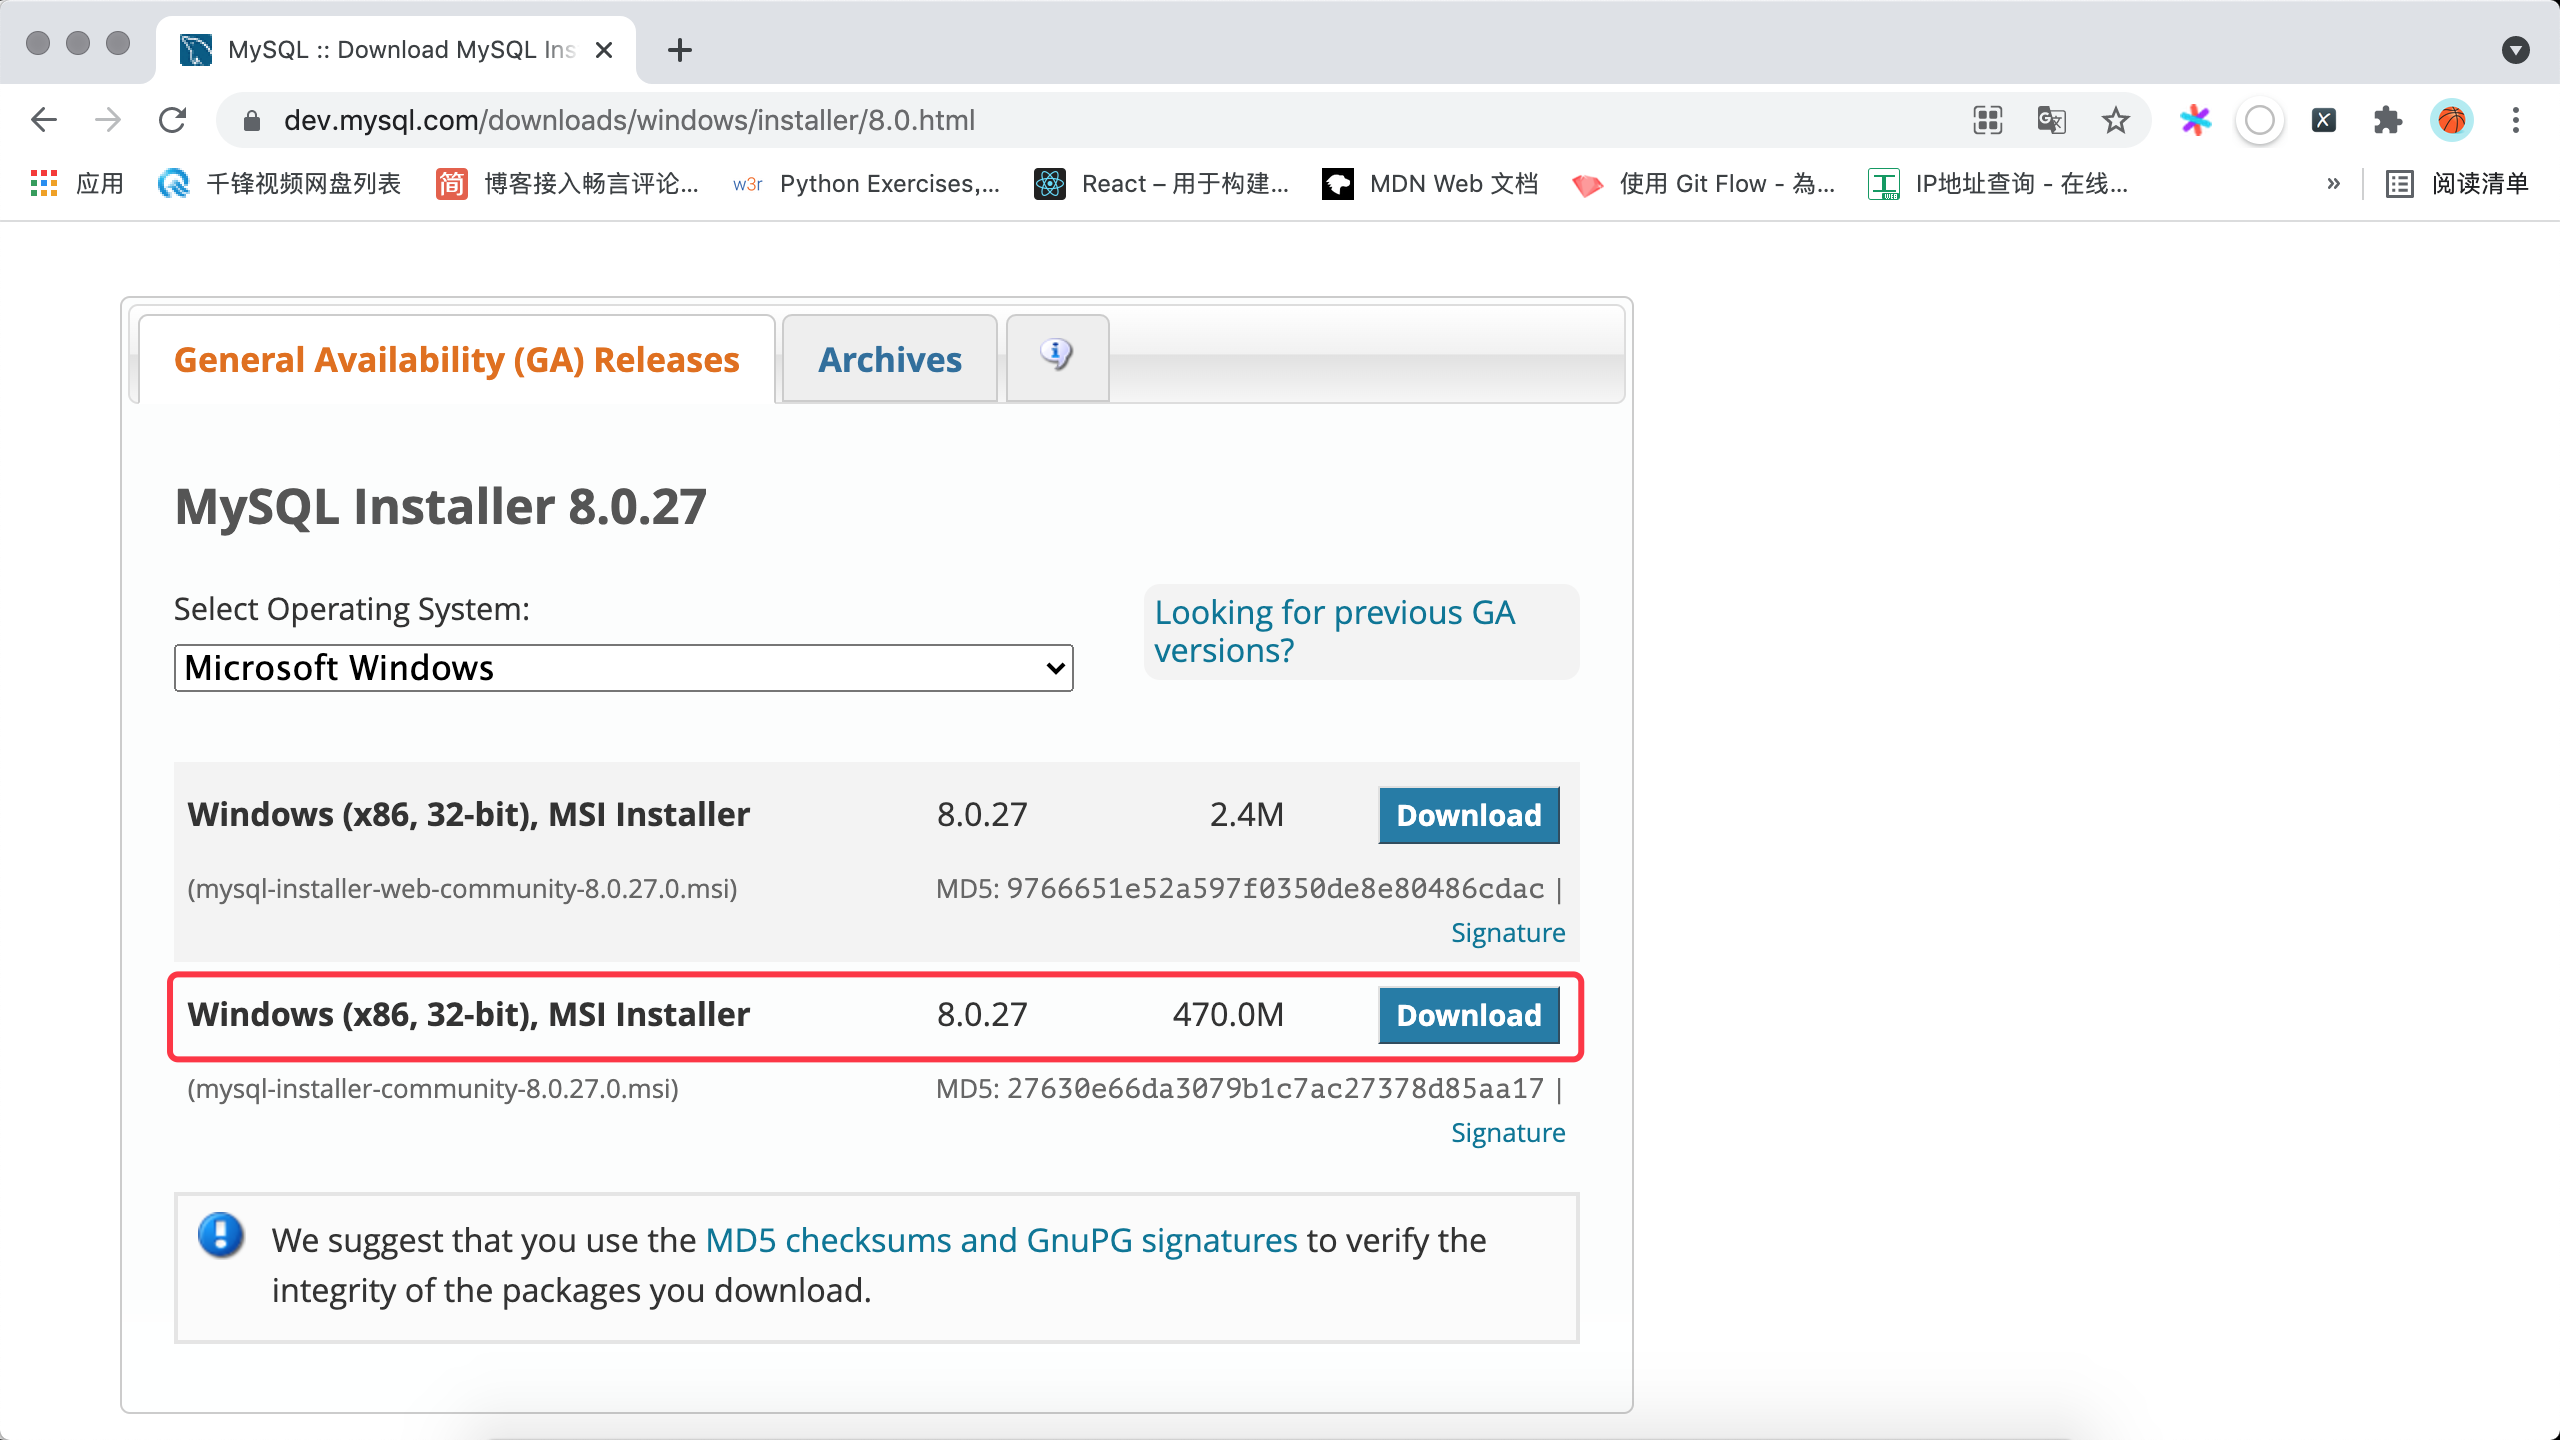 MySQL :: Download MySQL Ins
dev.mysql.com/downloads/windows/installer/8.0.html
应用 千锋视频网盘列表 简 博客接入畅言评论... w3r Python Exercises,... React – 用于构建... MDN Web 文档 使用 Git Flow - 為... IP地址查询 - 在线... » 阅读清单
General Availability (GA) Releases Archives
MySQL Installer 8.0.27
Select Operating System:
Looking for previous GA
versions?
Microsoft Windows
Windows (x86, 32-bit), MSI Installer 8.0.27 2.4M Download
(mysql-installer-web-community-8.0.27.0.msi) MD5: 9766651e52a597f0350de8e80486cdac |
Signature
Windows (x86, 32-bit), MSI Installer 8.0.27 470.0M Download
(mysql-installer-community-8.0.27.0.msi) MD5: 27630e66da3079b1c7ac27378d85aa17 |
Signature
We suggest that you use the MD5 checksums and GnuPG signatures to verify the
integrity of the packages you download.